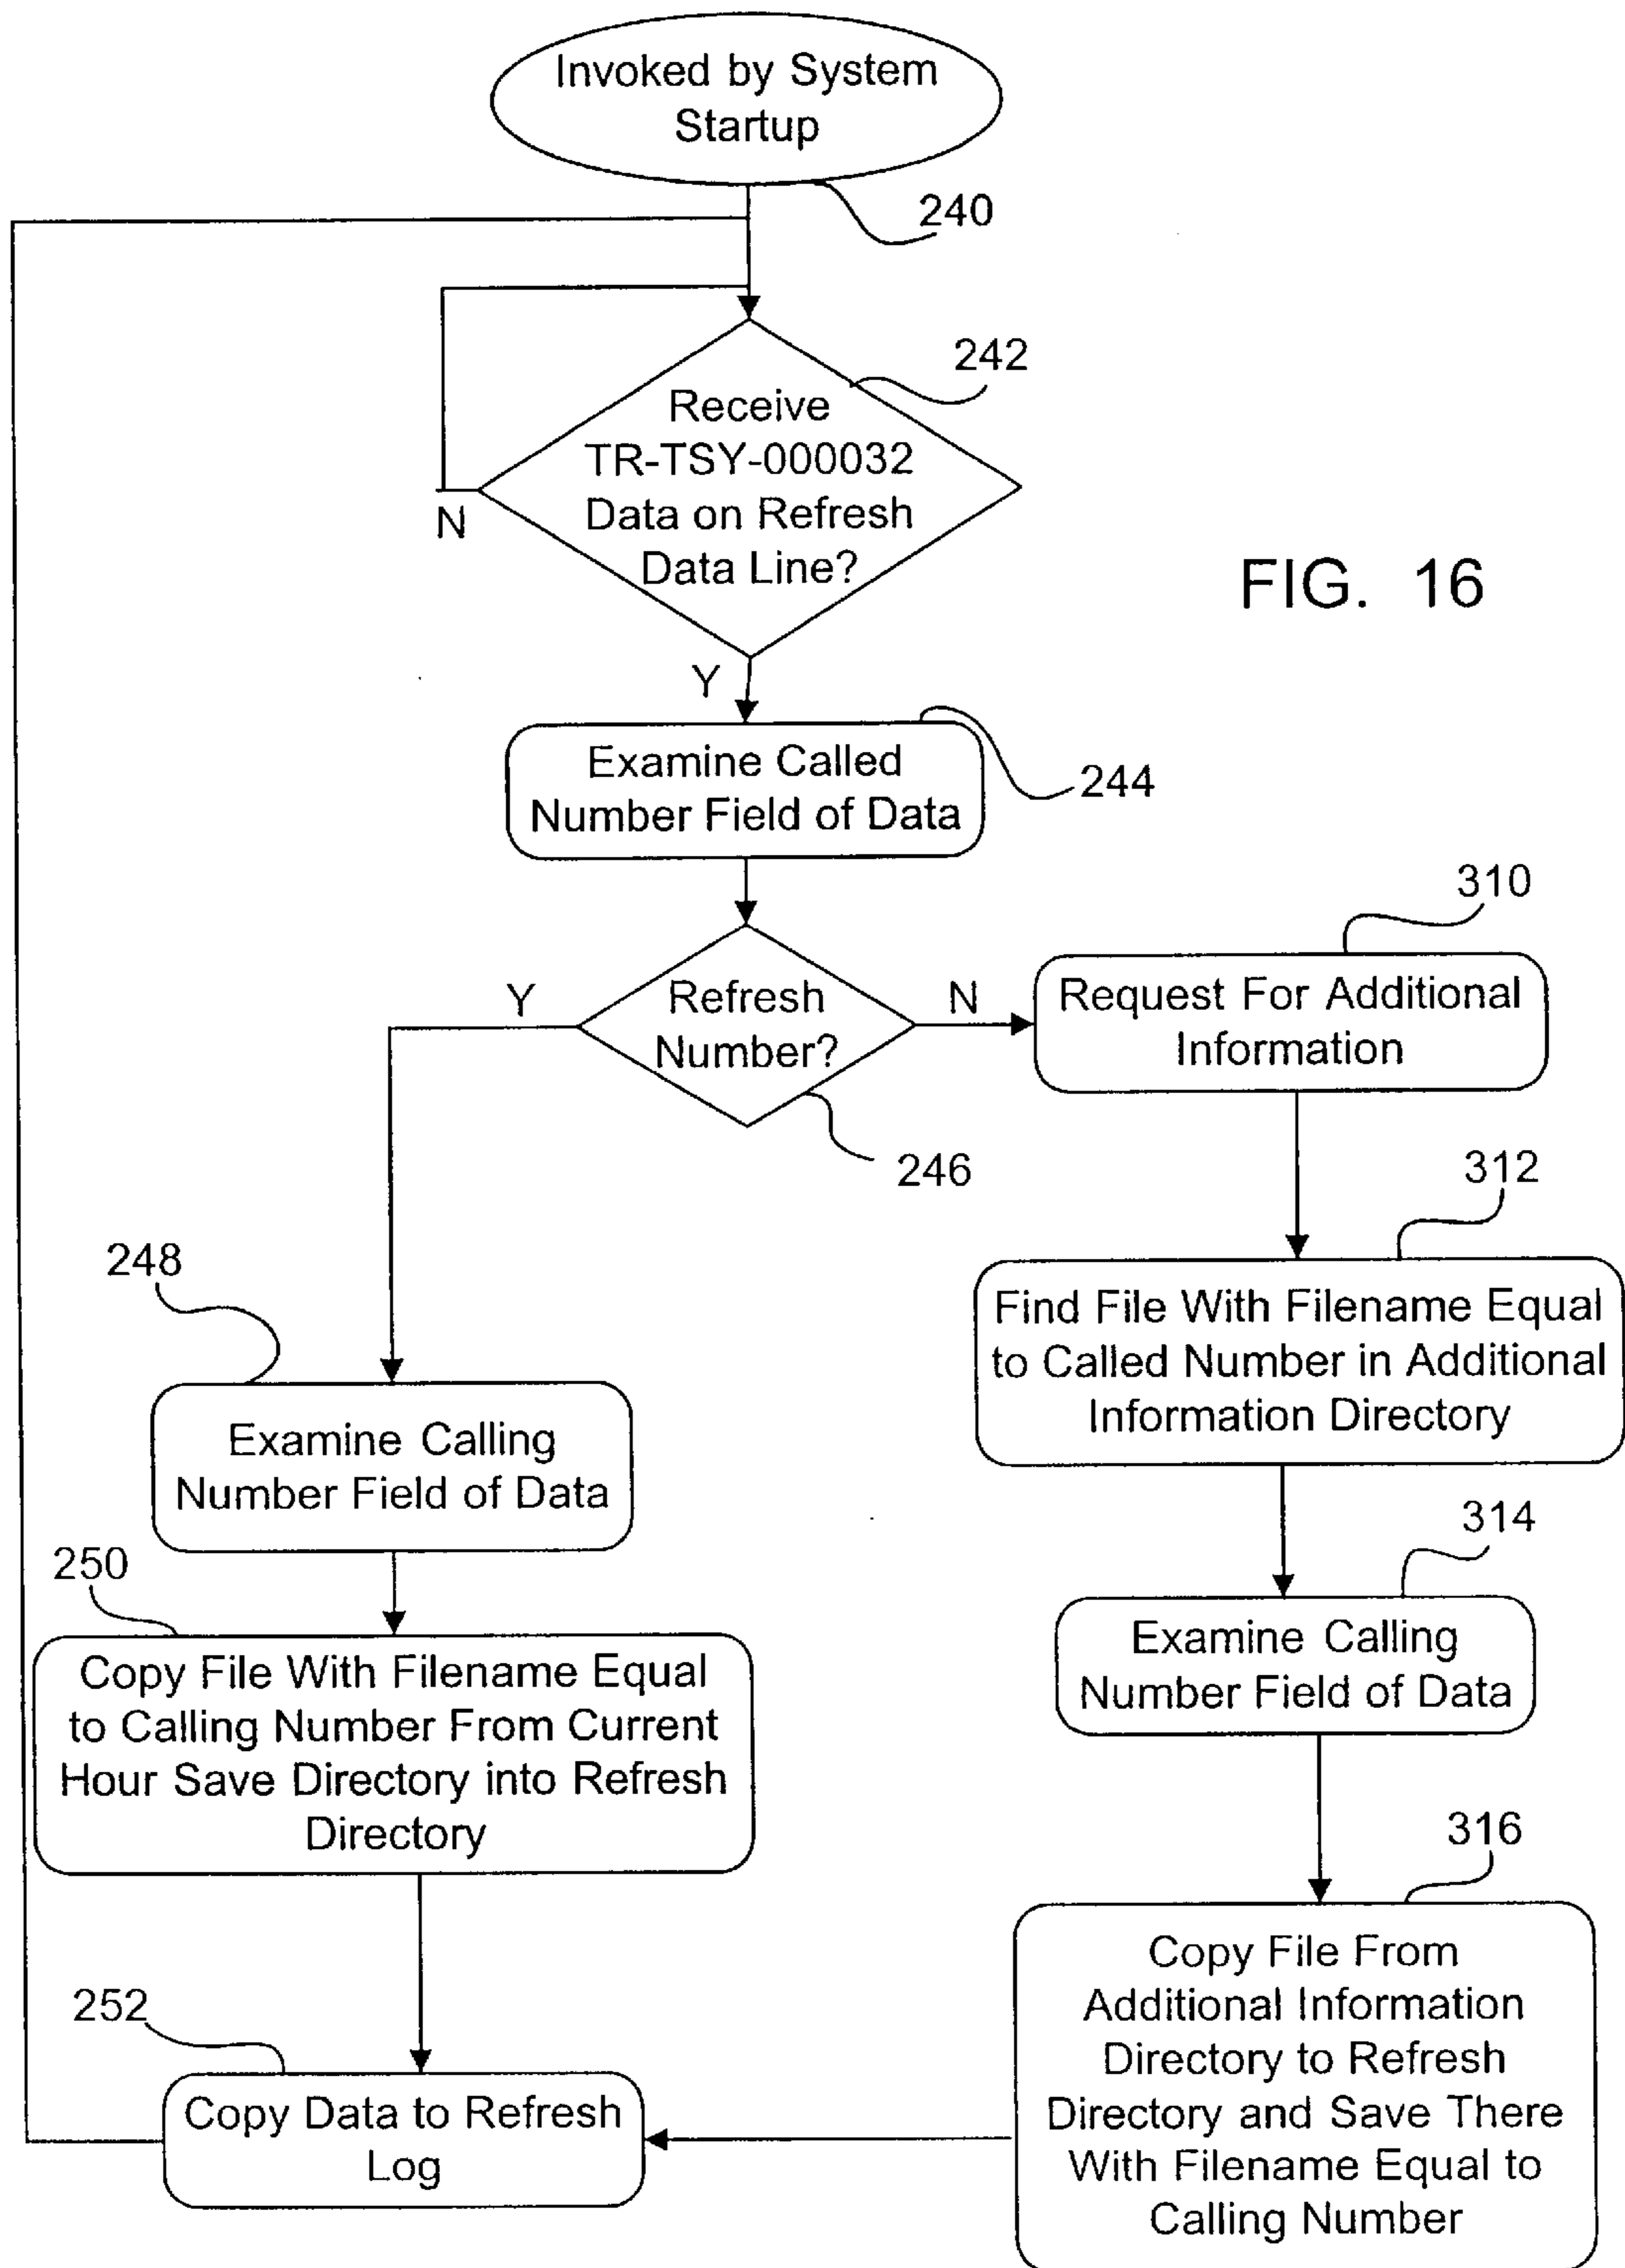 Invoked by System
Startup
240
242
Receive
TR-TSY-000032
Data on Refresh
Data Line?
N
FIG. 16
Y
Examine Called
Number Field of Data
244
310
Y
Refresh
Number?
N
Request For Additional
Information
246
312
248
Find File With Filename Equal
to Called Number in Additional
Information Directory
Examine Calling
Number Field of Data
314
250
Examine Calling
Number Field of Data
Copy File With Filename Equal
to Calling Number From Current
Hour Save Directory into Refresh
Directory
316
252
Copy File From
Additional Information
Directory to Refresh
Directory and Save There
With Filename Equal to
Calling Number
Copy Data to Refresh
Log